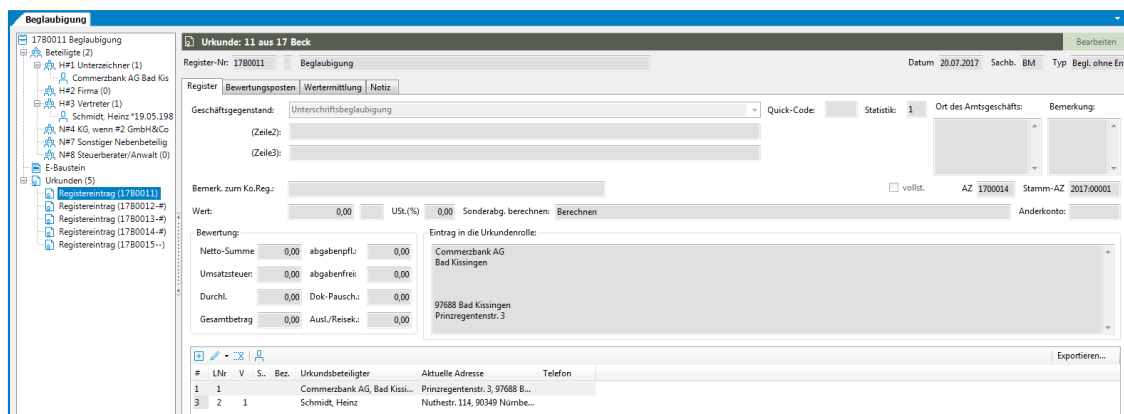 Beglaubigung
17B0011 Beglaubigung
Beteiligte (2)
H#1 Unterzeichner (1)
Commerzbank AG Bad Kis
H#2 Firma (0)
H#3 Vertreter (1)
Schmidt, Heinz *19.05.198
N#4 KG, wenn #2 GmbH&Co
N#7 Sonstiger Nebenbeteilig
N#8 Steuerberater/Anwalt (0)
E-Baustein
Urkunden (5)
Registereintrag (17B0011)
Registereintrag (17B0012-#)
Registereintrag (17B0013-#)
Registereintrag (17B0014-#)
Registereintrag (17B0015--)
Urkunde: 11 aus 17 Beck Bearbeiten
Register-Nr: 17B0011 Beglaubigung Datum 20.07.2017 Sachb. BM Typ Begl. ohne Ent
Register Bewertungsposten Wertermittlung Notiz
Geschäftsgegenstand: Unterschriftsbeglaubigung Quick-Code: Statistik: 1 Ort des Amtsgeschäfts: Bemerkung:
(Zeile2):
(Zeile3):
Bemerk. zum Ko.Reg.: vollst. AZ 1700014 Stamm-AZ 2017:00001
Wert: 0,00 USt.(%) 0,00 Sonderabg. berechnen: Berechnen Anderkonto:
Bewertung:
Netto-Summe 0,00 abgabenpfl.: 0,00
Umsatzsteuer: 0,00 abgabenfrei: 0,00
Durchl. 0,00 Dok-Pausch.: 0,00
Gesamtbetrag 0,00 Ausl./Reisek.: 0,00
Eintrag in die Urkundenrolle:
Commerzbank AG
Bad Kissingen
97688 Bad Kissingen
Prinzregentenstr. 3
Exportieren...
# LNr V S.. Bez. Urkundsbeteiligter Aktuelle Adresse Telefon
1 1 Commerzbank AG, Bad Kissi... Prinzregentenstr. 3, 97688 B...
3 2 1 Schmidt, Heinz Nuthestr. 114, 90349 Nürnbe...